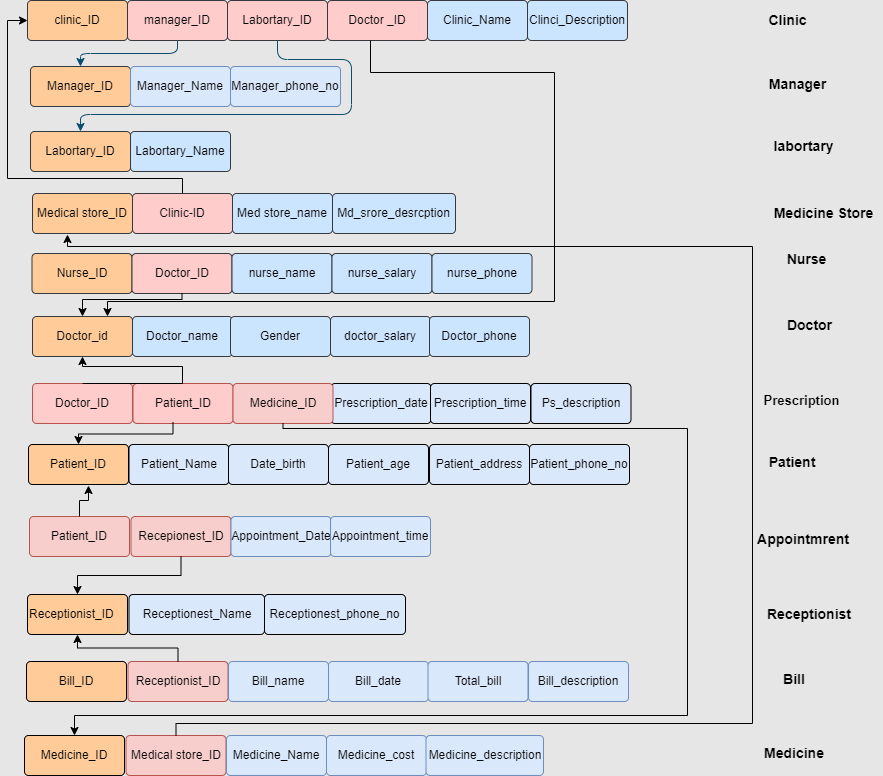 clinic_ID manager_ID Labortary_ID Doctor _ID Clinic_Name Clinci_Description Clinic
Manager_ID Manager_Name Manager_phone_no Manager
Labortary_ID Labortary_Name labortary
Medical store_ID Clinic-ID Med store_name Md_srore_desrcption Medicine Store
Nurse_ID Doctor_ID nurse_name nurse_salary nurse_phone Nurse
Doctor_id Doctor_name Gender doctor_salary Doctor_phone Doctor
Doctor_ID Patient_ID Medicine_ID Prescription_date Prescription_time Ps_description Prescription
Patient_ID Patient_Name Date_birth Patient_age Patient_address Patient_phone_no Patient
Patient_ID Recepionest_ID Appointment_Date Appointment_time Appointmrent
Receptionist_ID Receptionest_Name Receptionest_phone_no Receptionist
Bill_ID Receptionist_ID Bill_name Bill_date Total_bill Bill_description Bill
Medicine_ID Medical store_ID Medicine_Name Medicine_cost Medicine_description Medicine